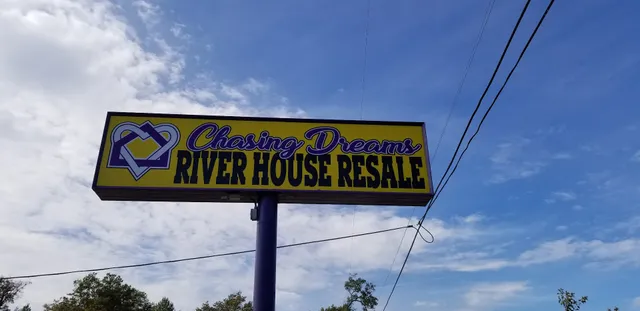 Chasing Dreams
RIVER HOUSE RESALE